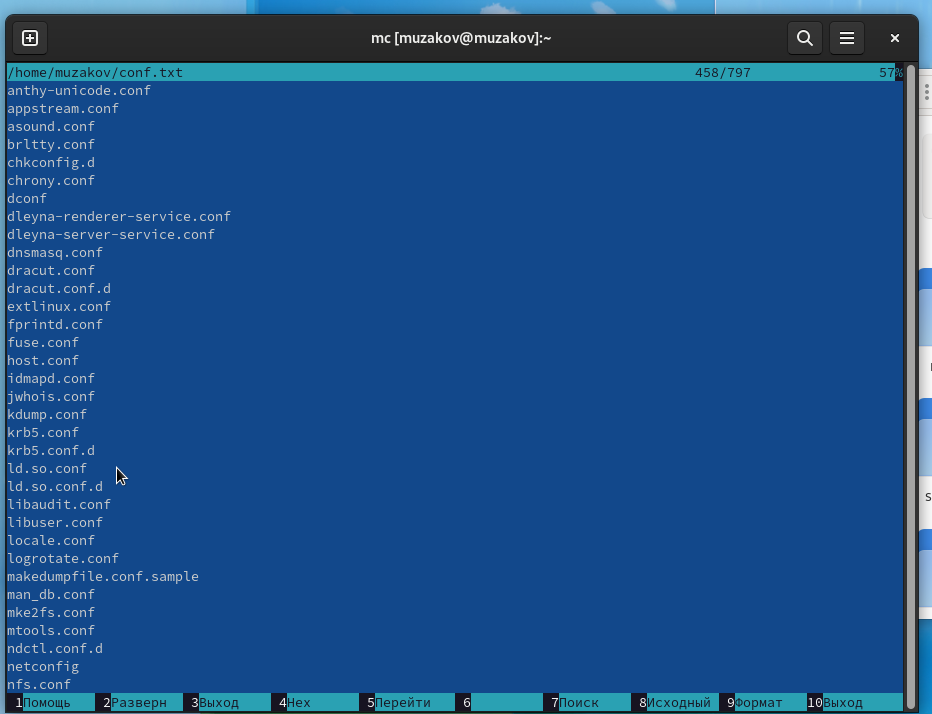 mc [muzakov@muzakov]:~
/home/muzakov/conf.txt 458/797 57%
anthy-unicode.conf
appstream.conf
asound.conf
brltty.conf
chkconfig.d
chrony.conf
dconf
dleyna-renderer-service.conf
dleyna-server-service.conf
dnsmasq.conf
dracut.conf
dracut.conf.d
extlinux.conf
fprintd.conf
fuse.conf
host.conf
idmapd.conf
jwhois.conf
kdump.conf
krb5.conf
krb5.conf.d
ld.so.conf
ld.so.conf.d
libaudit.conf
libuser.conf
locale.conf
logrotate.conf
makedumpfile.conf.sample
man_db.conf
mke2fs.conf
mtools.conf
ndctl.conf.d
netconfig
nfs.conf
1Помощь 2Разверн 3Выход 4Hex 5Перейти 6 7Поиск 8Исходный 9Формат 10Выход